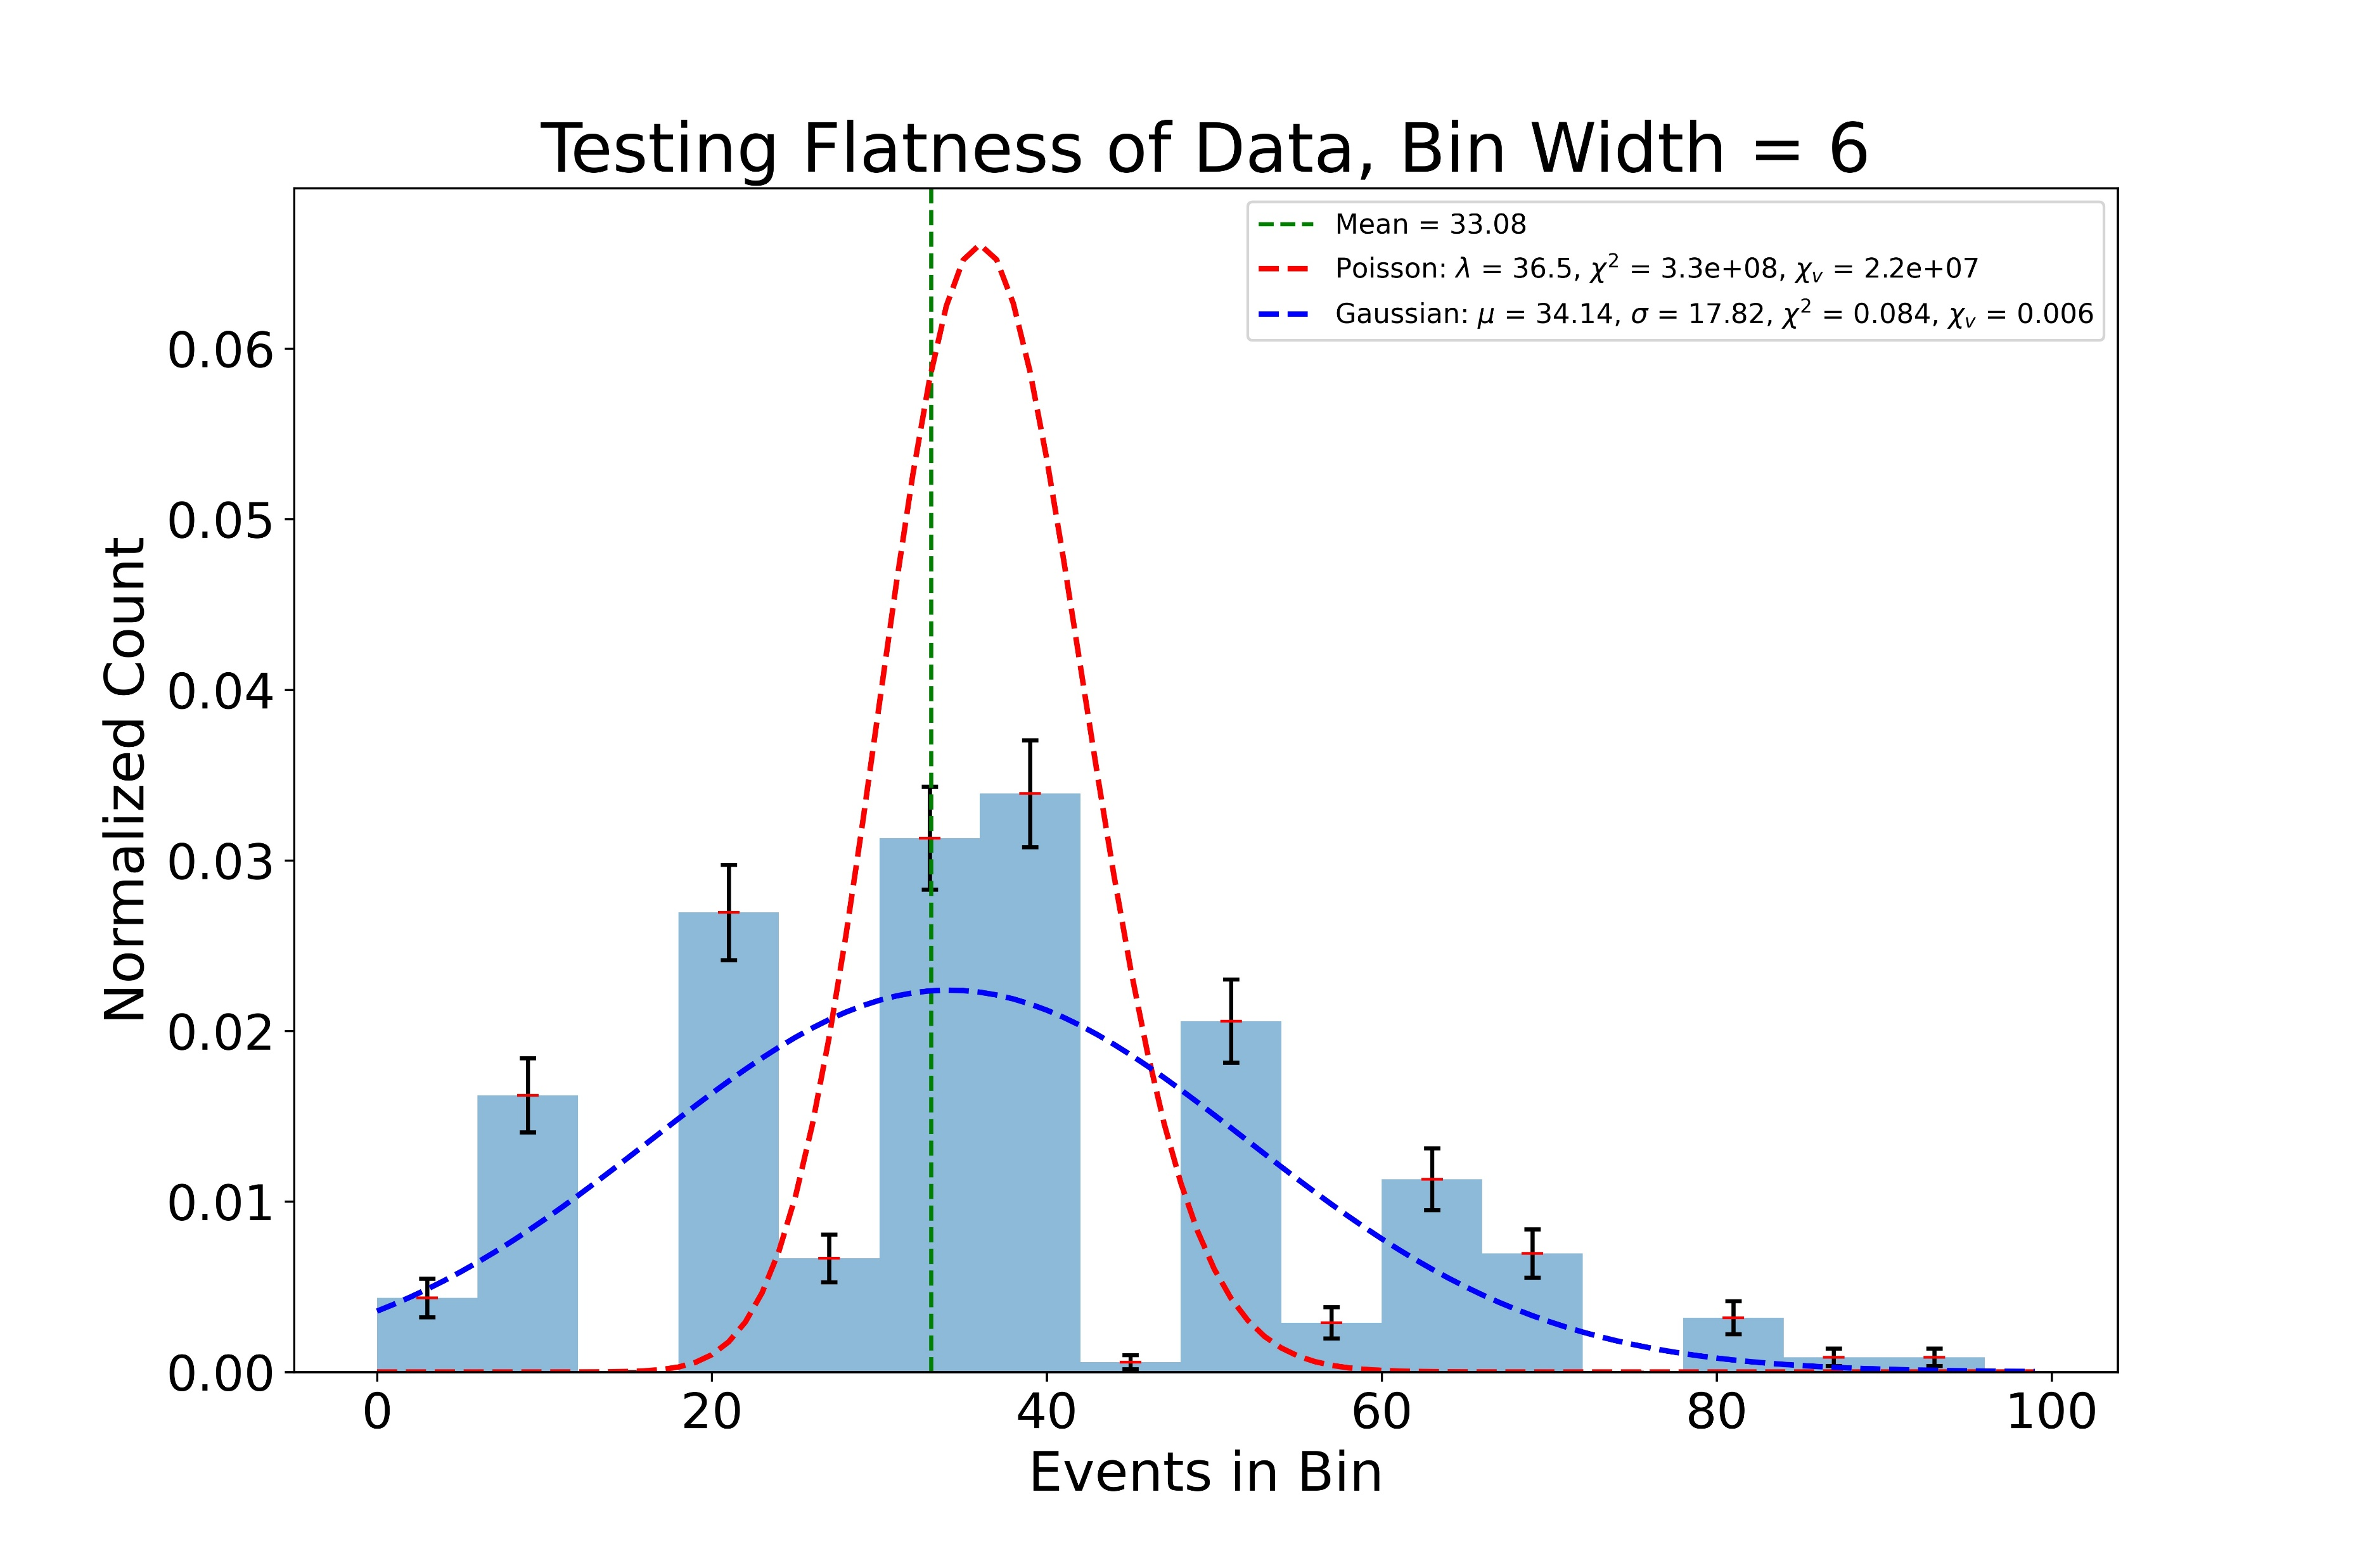 Testing Flatness of Data, Bin Width = 6
Mean = 33.08
Poisson: λ = 36.5, χ² = 3.3e+08, χᵥ = 2.2e+07
Gaussian: μ = 34.14, σ = 17.82, χ² = 0.084, χᵥ = 0.006
Normalized Count
0.06
0.05
0.04
0.03
0.02
0.01
0.00
0 20 40 60 80 100
Events in Bin